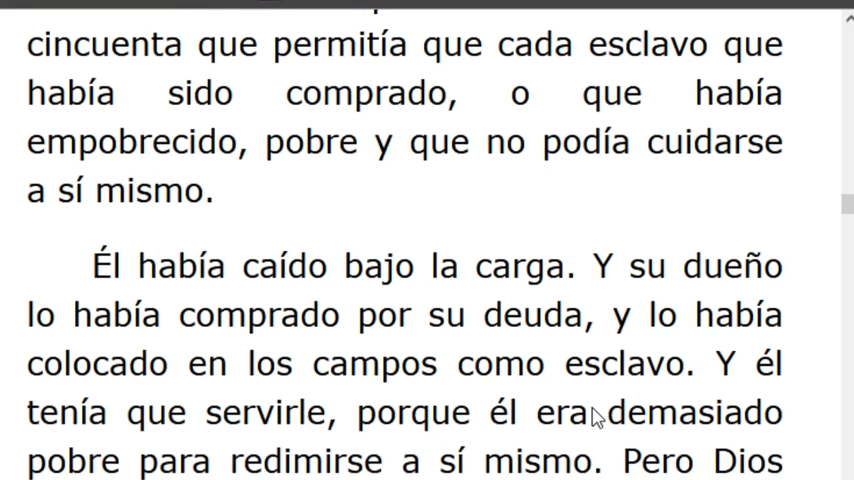 cincuenta que permitía que cada esclavo que
había sido comprado, o que había
empobrecido, pobre y que no podía cuidarse
a sí mismo.
Él había caído bajo la carga. Y su dueño
lo había comprado por su deuda, y lo había
colocado en los campos como esclavo. Y él
tenía que servirle, porque él era demasiado
pobre para redimirse a sí mismo. Pero Dios